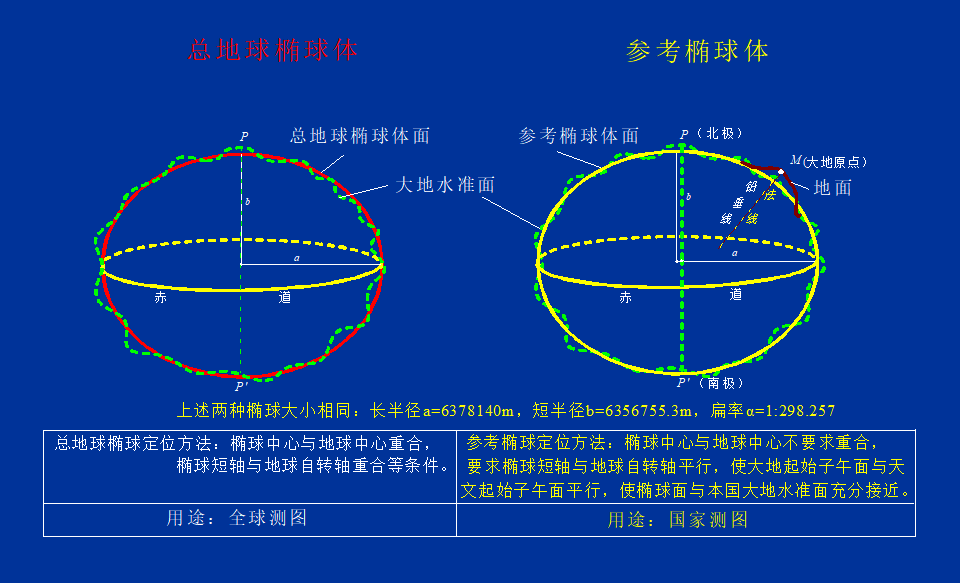 总地球椭球体
参考椭球体
P
总地球椭球体面
大地水准面
b
a
赤
道
P'
参考椭球体面
P（北极）
M(大地原点）
地面
铅垂线
法线
b
a
赤
道
P'（南极）
上述两种椭球大小相同：长半径a=6378140m，短半径b=6356755.3m，扁率α=1:298.257
总地球椭球定位方法：椭球中心与地球中心重合，
椭球短轴与地球自转轴重合等条件。
参考椭球定位方法：椭球中心与地球中心不要求重合，
要求椭球短轴与地球自转轴平行，使大地起始子午面与天
文起始子午面平行，使椭球面与本国大地水准面充分接近。
用途：全球测图
用途：国家测图